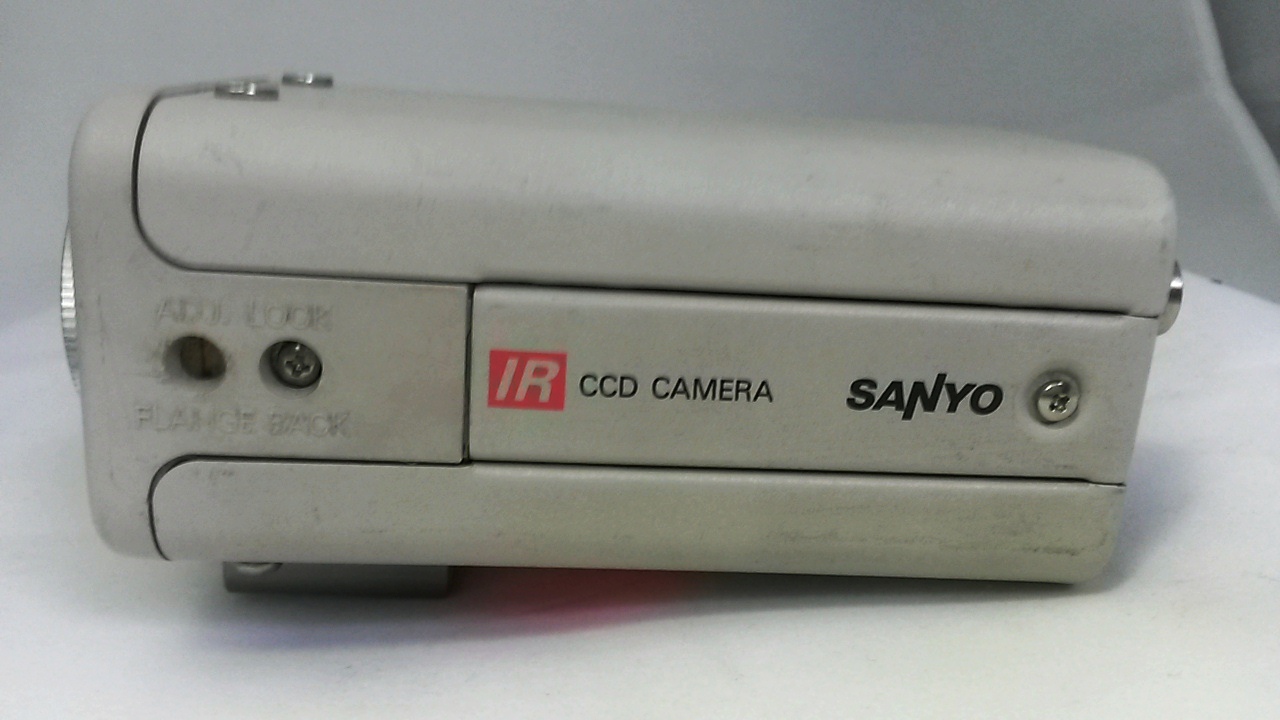 ADJ. LOCK
FLANGE BACK
IR CCD CAMERA SANYO